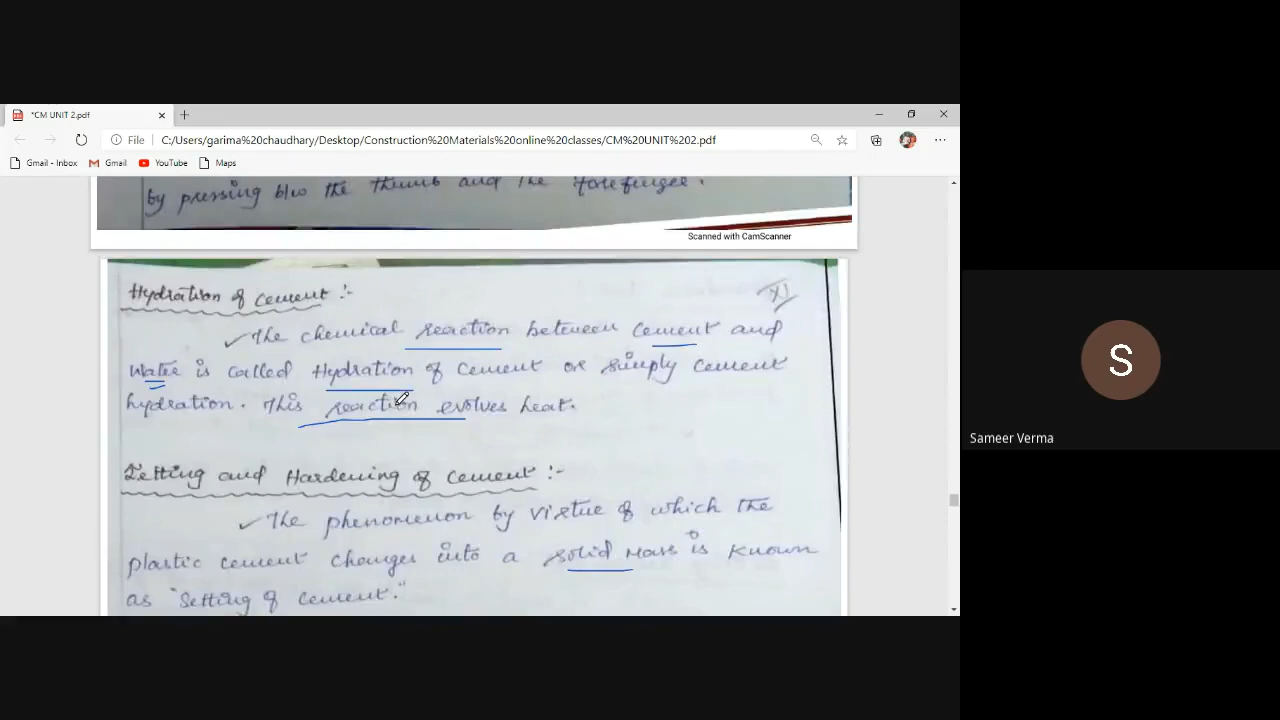 *CM UNIT 2.pdf
File C:/Users/garima%20chaudhary/Desktop/Construction%20Materials%20online%20classes/CM%20UNIT%202.pdf
Gmail - Inbox Gmail YouTube Maps
by pressing b/w the thumb and the forefinger.
Scanned with CamScanner
Hydration of Cement :- XI
The chemical reaction between cement and
Water is called Hydration of Cement or simply cement
hydration. This reaction evolves heat.
Setting and Hardening of Cement :-
The phenomenon by virtue of which the
plastic cement changes into a solid mass is known
as "Setting of Cement."
S
Sameer Verma